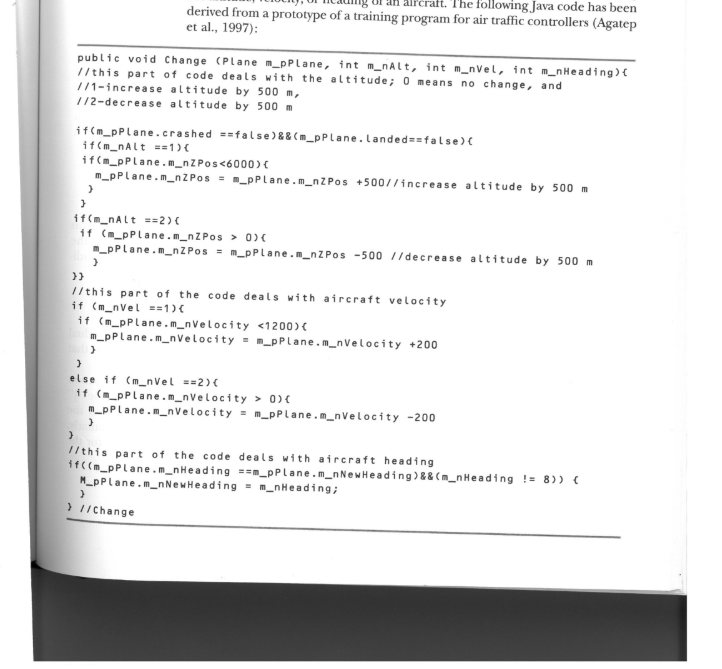 velocity, or heading of an aircraft. The following Java code has been
derived from a prototype of a training program for air traffic controllers (Agatep
et al., 1997):
public void Change (Plane m_pPlane, int m_nAlt, int m_nVel, int m_nHeading){
//this part of code deals with the altitude; 0 means no change, and
//1-increase altitude by 500 m,
//2-decrease altitude by 500 m
if(m_pPlane.crashed ==false)&&(m_pPlane.landed==false){
if(m_nAlt ==1){
if(m_pPlane.m_nZPos<6000){
m_pPlane.m_nZPos = m_pPlane.m_nZPos +500//increase altitude by 500 m
}
}
if(m_nAlt ==2){
if (m_pPlane.m_nZPos > 0){
m_pPlane.m_nZPos = m_pPlane.m_nZPos -500 //decrease altitude by 500 m
}
}}
//this part of the code deals with aircraft velocity
if (m_nVel ==1){
if (m_pPlane.m_nVelocity <1200){
m_pPlane.m_nVelocity = m_pPlane.m_nVelocity +200
}
}
else if (m_nVel ==2){
if (m_pPlane.m_nVelocity > 0){
m_pPlane.m_nVelocity = m_pPlane.m_nVelocity -200
}
}
//this part of the code deals with aircraft heading
if((m_pPlane.m_nHeading ==m_pPlane.m_nNewHeading)&&(m_nHeading != 8)) {
M_pPlane.m_nNewHeading = m_nHeading;
}
} //Change